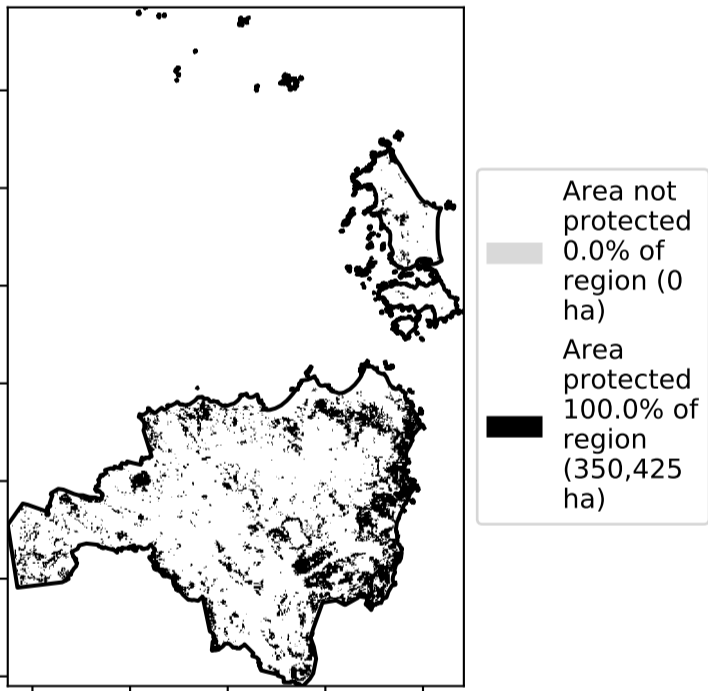 Area not
protected
0.0% of
region (0
ha)
Area
protected
100.0% of
region
(350,425
ha)